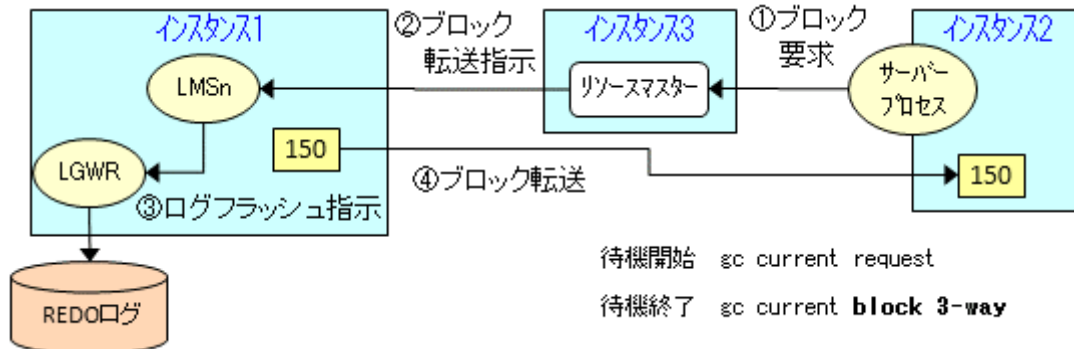 インスタンス1
②ブロック
転送指示
インスタンス3
①ブロック
要求
インスタンス2
LMSn
リソースマスター
サーバー
プロセス
150
LGWR
④ブロック転送
150
③ログフラッシュ指示
REDOログ
待機開始 gc current request
待機終了 gc current block 3-way